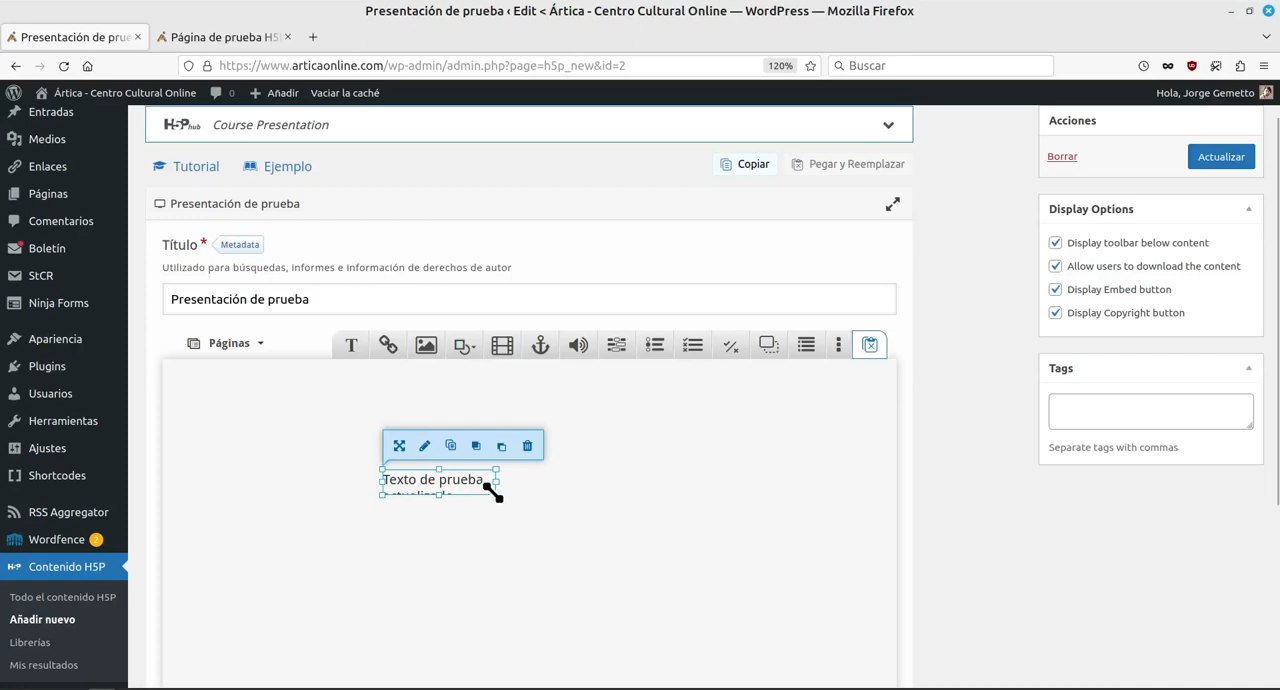 Presentación de prueba ‹ Edit < Ártica - Centro Cultural Online — WordPress — Mozilla Firefox
Presentación de prue
Página de prueba H5
https://www.articaonline.com/wp-admin/admin.php?page=h5p_new&id=2
120%
Buscar
Ártica - Centro Cultural Online
0
Añadir
Vaciar la caché
Hola, Jorge Gemetto
Entradas
Medios
Enlaces
Páginas
Comentarios
Boletín
StCR
Ninja Forms
Apariencia
Plugins
Usuarios
Herramientas
Ajustes
Shortcodes
RSS Aggregator
Wordfence 2
H5P Contenido H5P
Todo el contenido H5P
Añadir nuevo
Librerías
Mis resultados
H5P hub Course Presentation
Tutorial
Ejemplo
Copiar
Pegar y Reemplazar
Presentación de prueba
Título *
Metadata
Utilizado para búsquedas, informes e información de derechos de autor
Presentación de prueba
Páginas
T
Texto de prueba
Acciones
Borrar
Actualizar
Display Options
Display toolbar below content
Allow users to download the content
Display Embed button
Display Copyright button
Tags
Separate tags with commas